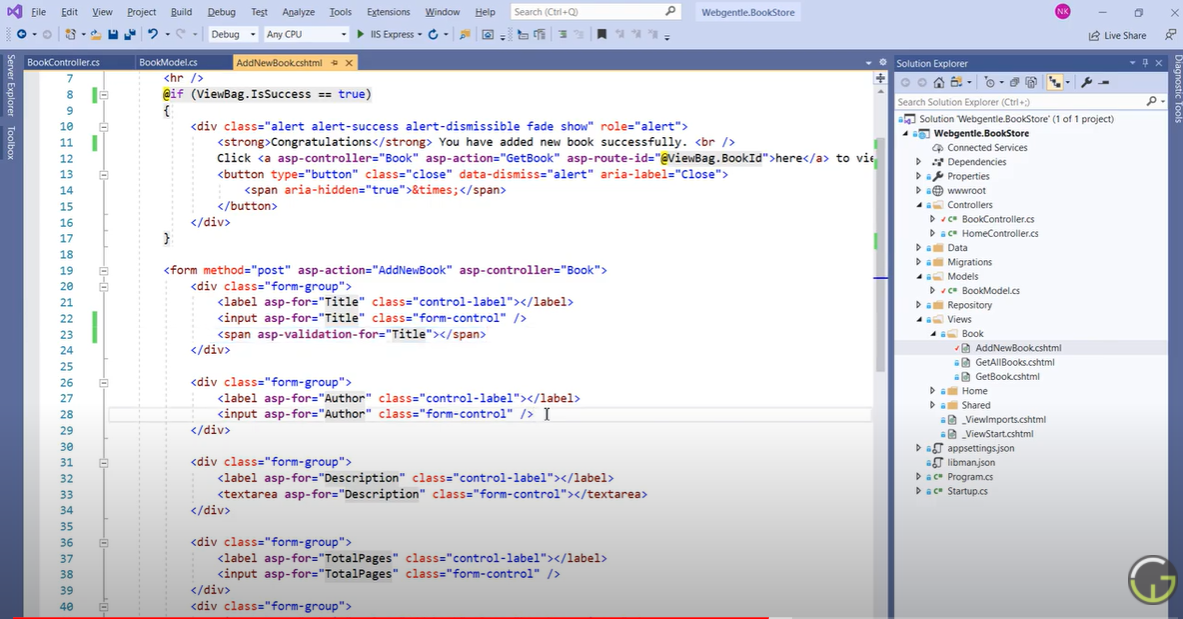 File Edit View Project Build Debug Test Analyze Tools Extensions Window Help Search (Ctrl+Q) Webgentle.BookStore NK
Debug Any CPU IIS Express Live Share
Server Explorer
Toolbox
BookController.cs BookModel.cs AddNewBook.cshtml
7 <hr />
8 @if (ViewBag.IsSuccess == true)
9 {
10 <div class="alert alert-success alert-dismissible fade show" role="alert">
11 <strong>Congratulations</strong> You have added new book successfully. <br />
12 Click <a asp-controller="Book" asp-action="GetBook" asp-route-id="@ViewBag.BookId">here</a> to vie
13 <button type="button" class="close" data-dismiss="alert" aria-label="Close">
14 <span aria-hidden="true">&times;</span>
15 </button>
16 </div>
17 }
18
19 <form method="post" asp-action="AddNewBook" asp-controller="Book">
20 <div class="form-group">
21 <label asp-for="Title" class="control-label"></label>
22 <input asp-for="Title" class="form-control" />
23 <span asp-validation-for="Title"></span>
24 </div>
25
26 <div class="form-group">
27 <label asp-for="Author" class="control-label"></label>
28 <input asp-for="Author" class="form-control" />
29 </div>
30
31 <div class="form-group">
32 <label asp-for="Description" class="control-label"></label>
33 <textarea asp-for="Description" class="form-control"></textarea>
34 </div>
35
36 <div class="form-group">
37 <label asp-for="TotalPages" class="control-label"></label>
38 <input asp-for="TotalPages" class="form-control" />
39 </div>
40 <div class="form-group">
Solution Explorer
Search Solution Explorer (Ctrl+;)
Solution 'Webgentle.BookStore' (1 of 1 project)
Webgentle.BookStore
Connected Services
Dependencies
Properties
wwwroot
Controllers
BookController.cs
HomeController.cs
Data
Migrations
Models
BookModel.cs
Repository
Views
Book
AddNewBook.cshtml
GetAllBooks.cshtml
GetBook.cshtml
Home
Shared
_ViewImports.cshtml
_ViewStart.cshtml
appsettings.json
libman.json
Program.cs
Startup.cs
Diagnostic Tools